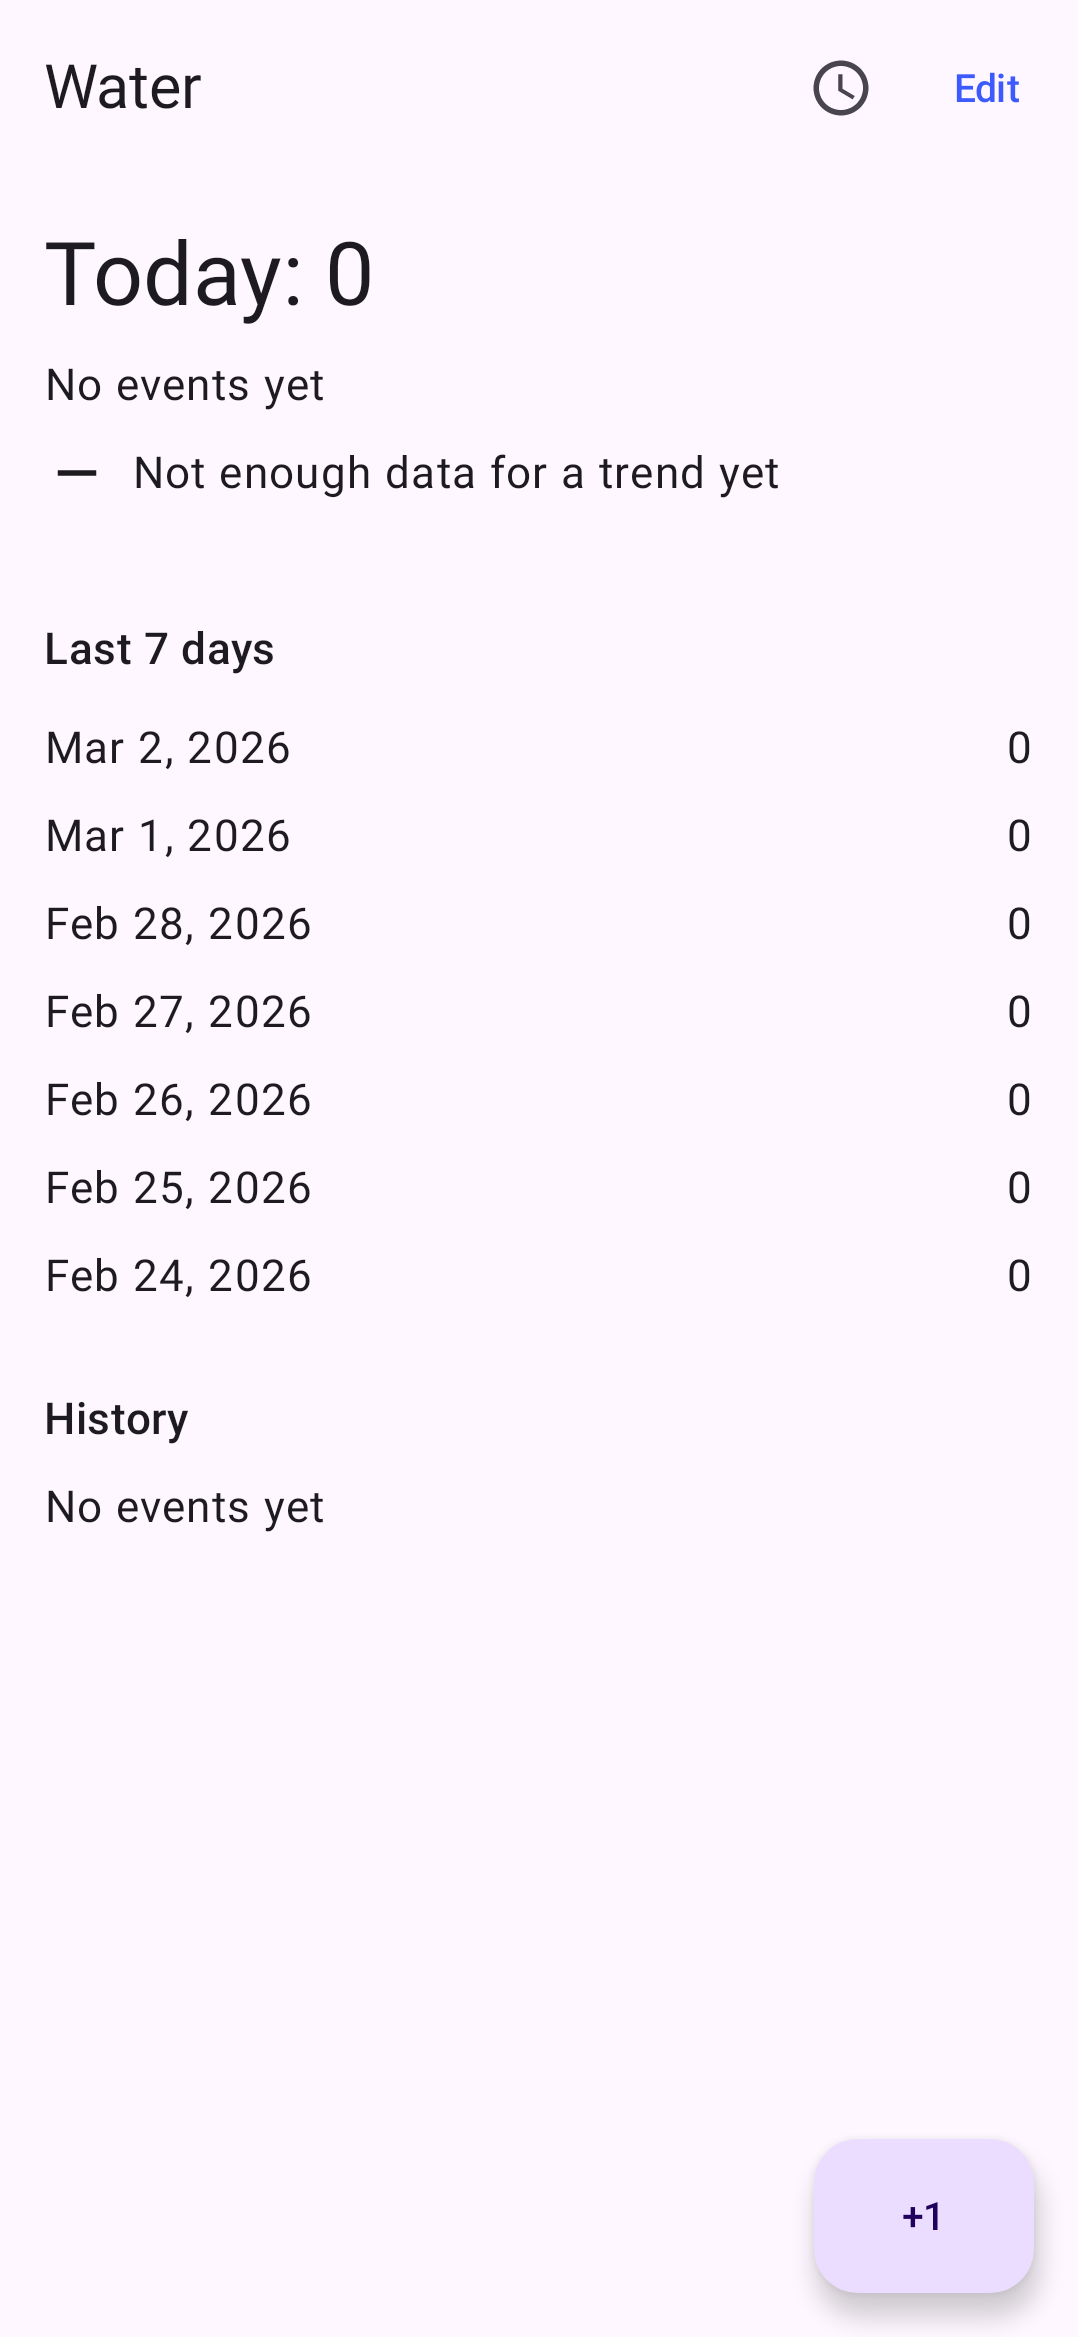 Water
Edit
Today: 0
No events yet
Not enough data for a trend yet
Last 7 days
Mar 2, 2026 0
Mar 1, 2026 0
Feb 28, 2026 0
Feb 27, 2026 0
Feb 26, 2026 0
Feb 25, 2026 0
Feb 24, 2026 0
History
No events yet
+1